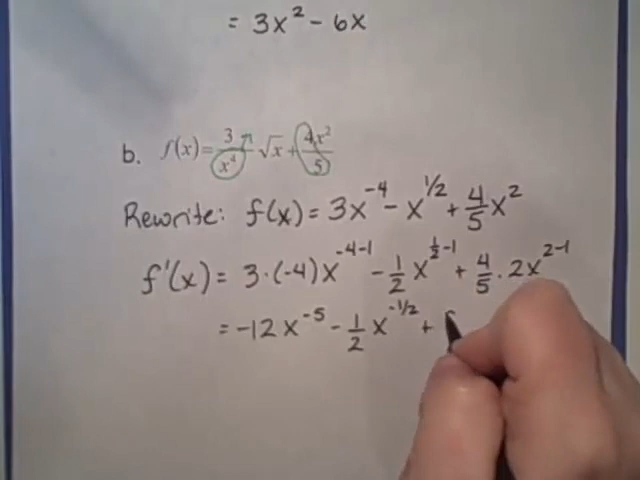 = 3x² - 6x
b. f(x) = 3/x⁴ - √x + 4x²/5
Rewrite: f(x) = 3x⁻⁴ - x^(1/2) + 4/5 x²
f'(x) = 3·(-4)x^(-4-1) - 1/2 x^(1/2-1) + 4/5 · 2x^(2-1)
= -12x⁻⁵ - 1/2 x^(-1/2) +